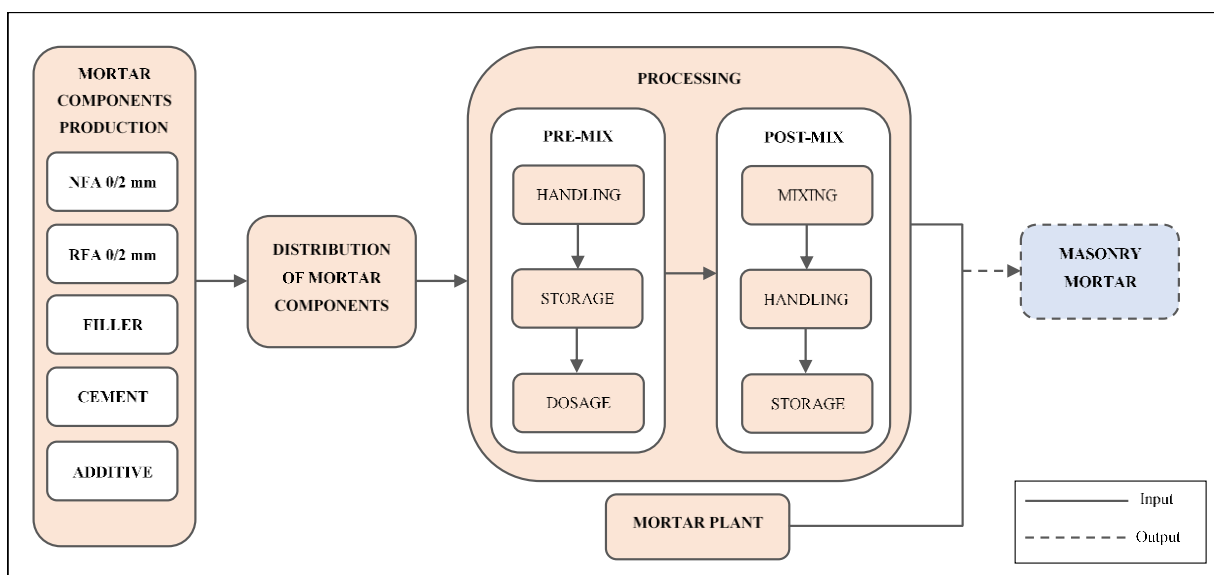 MORTAR
COMPONENTS
PRODUCTION
NFA 0/2 mm
RFA 0/2 mm
FILLER
CEMENT
ADDITIVE
DISTRIBUTION
OF MORTAR
COMPONENTS
PROCESSING
PRE-MIX
HANDLING
STORAGE
DOSAGE
POST-MIX
MIXING
HANDLING
STORAGE
MORTAR PLANT
MASONRY
MORTAR
Input
Output